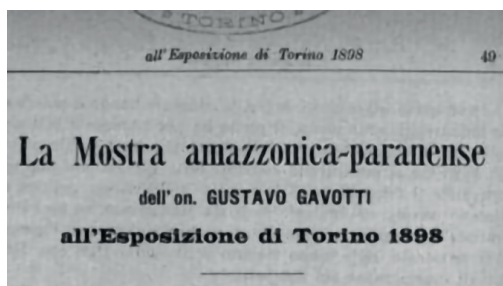 TORINO
all'Esposizione di Torino 1898 49
La Mostra amazzonica-paranense
dell'on. GUSTAVO GAVOTTI
all'Esposizione di Torino 1898